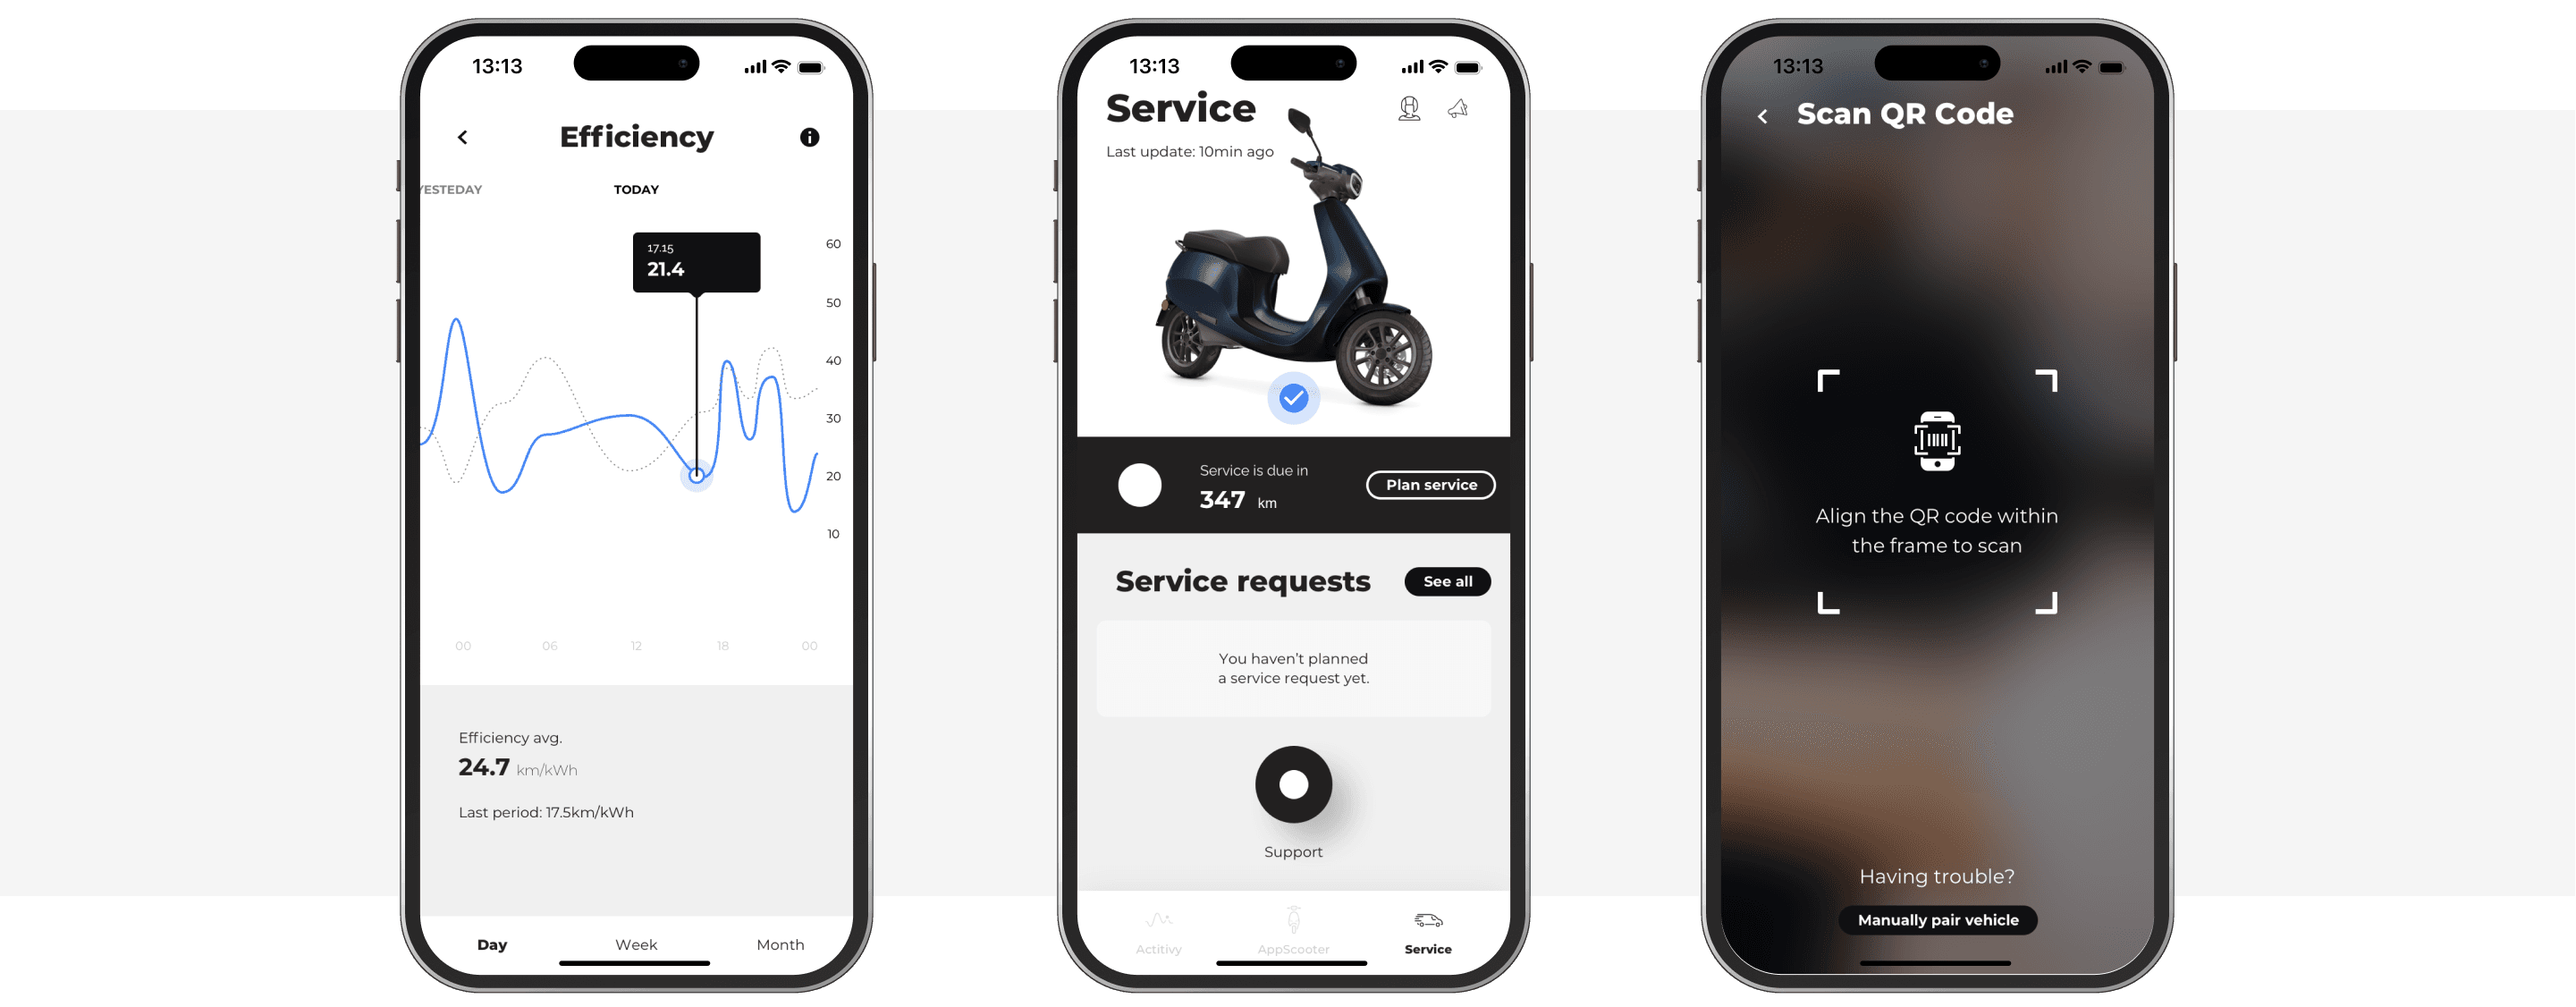 13:13
Efficiency
YESTEDAY
TODAY
17.15
21.4
60
50
40
30
20
10
00 06 12 18 00
Efficiency avg.
24.7 km/kWh
Last period: 17.5km/kWh
Day Week Month
13:13
Service
Last update: 10min ago
Service is due in
347 km
Plan service
Service requests
See all
You haven't planned
a service request yet.
Support
Actitivy AppScooter Service
13:13
Scan QR Code
Align the QR code within
the frame to scan
Having trouble?
Manually pair vehicle